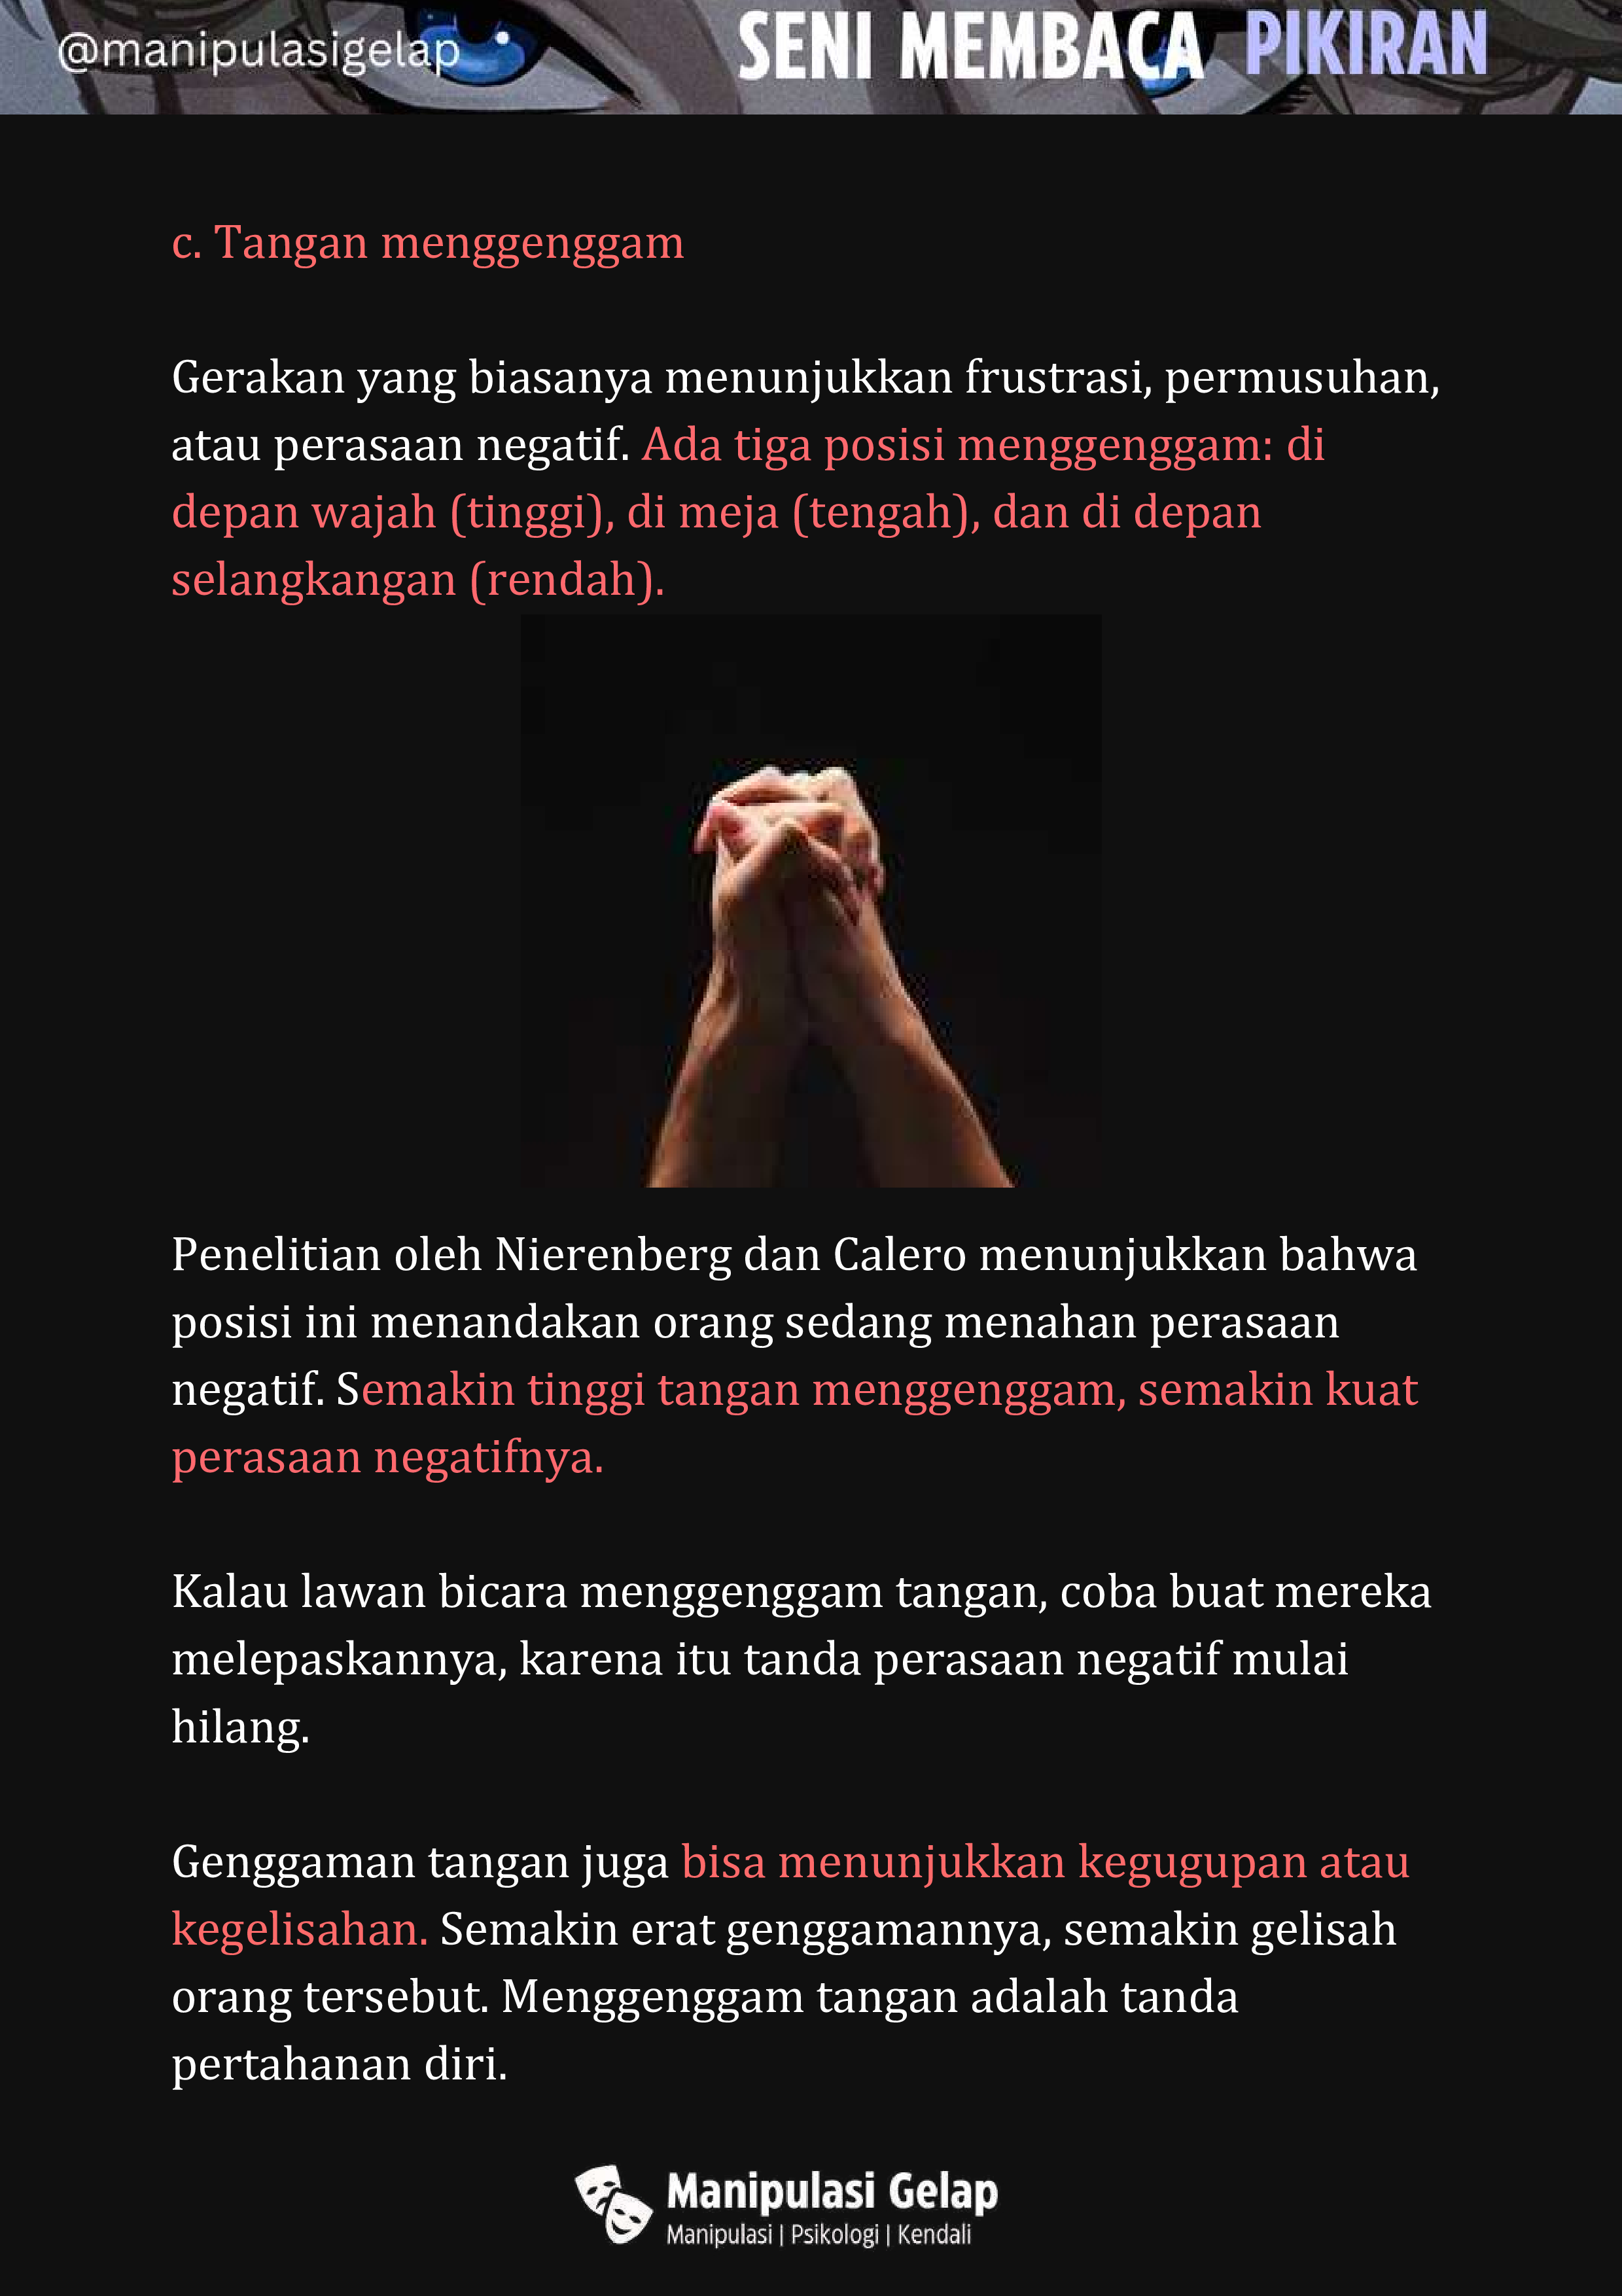 @manipulasigelap
SENI MEMBACA PIKIRAN
c. Tangan menggenggam
Gerakan yang biasanya menunjukkan frustrasi, permusuhan,
atau perasaan negatif. Ada tiga posisi menggenggam: di
depan wajah (tinggi), di meja (tengah), dan di depan
selangkangan (rendah).
Penelitian oleh Nierenberg dan Calero menunjukkan bahwa
posisi ini menandakan orang sedang menahan perasaan
negatif. Semakin tinggi tangan menggenggam, semakin kuat
perasaan negatifnya.
Kalau lawan bicara menggenggam tangan, coba buat mereka
melepaskannya, karena itu tanda perasaan negatif mulai
hilang.
Genggaman tangan juga bisa menunjukkan kegugupan atau
kegelisahan. Semakin erat genggamannya, semakin gelisah
orang tersebut. Menggenggam tangan adalah tanda
pertahanan diri.
Manipulasi Gelap
Manipulasi | Psikologi | Kendali